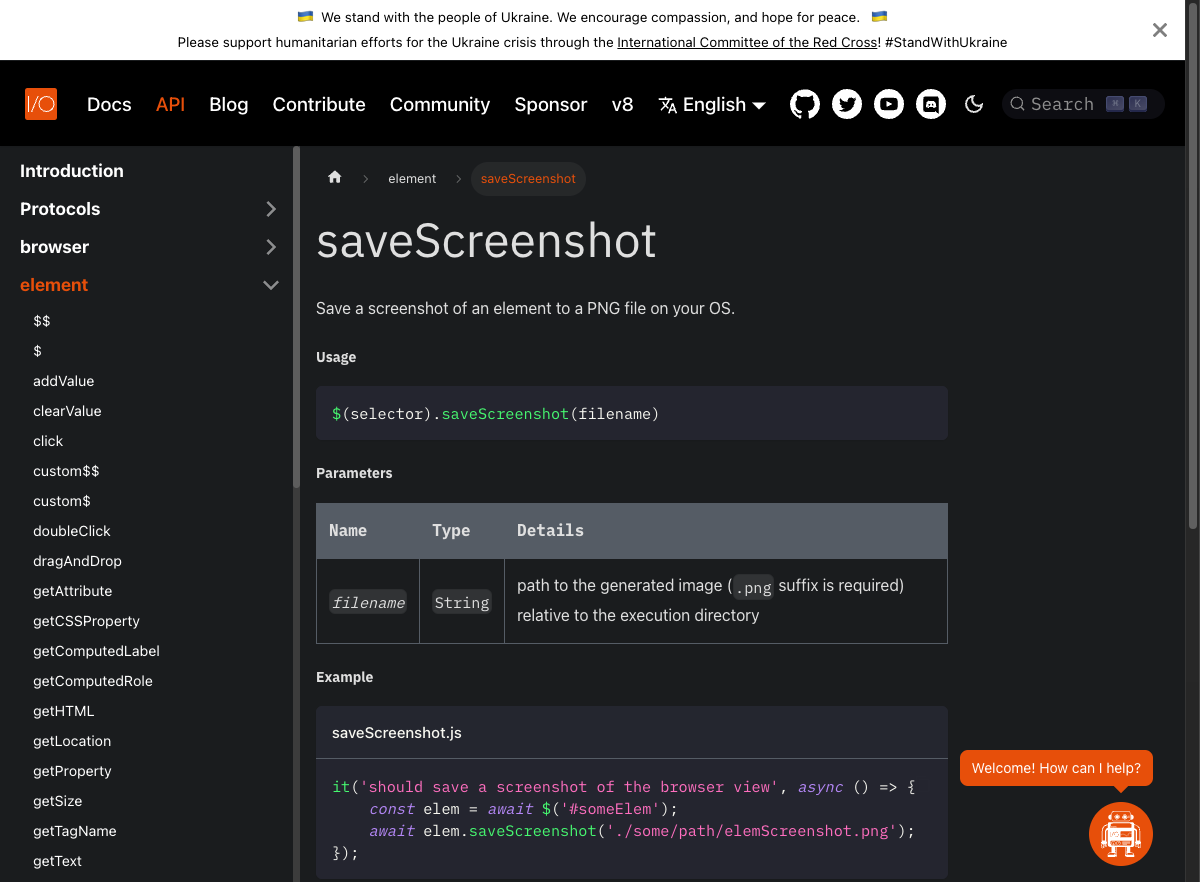 🇺🇦 We stand with the people of Ukraine. We encourage compassion, and hope for peace. 🇺🇦
Please support humanitarian efforts for the Ukraine crisis through the International Committee of the Red Cross! #StandWithUkraine
I/O Docs API Blog Contribute Community Sponsor v8 English Search ⌘ K
Introduction
Protocols
browser
element
$$
$
addValue
clearValue
click
custom$$
custom$
doubleClick
dragAndDrop
getAttribute
getCSSProperty
getComputedLabel
getComputedRole
getHTML
getLocation
getProperty
getSize
getTagName
getText
element saveScreenshot
saveScreenshot
Save a screenshot of an element to a PNG file on your OS.
Usage
$(selector).saveScreenshot(filename)
Parameters
Name Type Details
filename String path to the generated image (.png suffix is required)
relative to the execution directory
Example
saveScreenshot.js
it('should save a screenshot of the browser view', async () => {
    const elem = await $('#someElem');
    await elem.saveScreenshot('./some/path/elemScreenshot.png');
});
Welcome! How can I help?